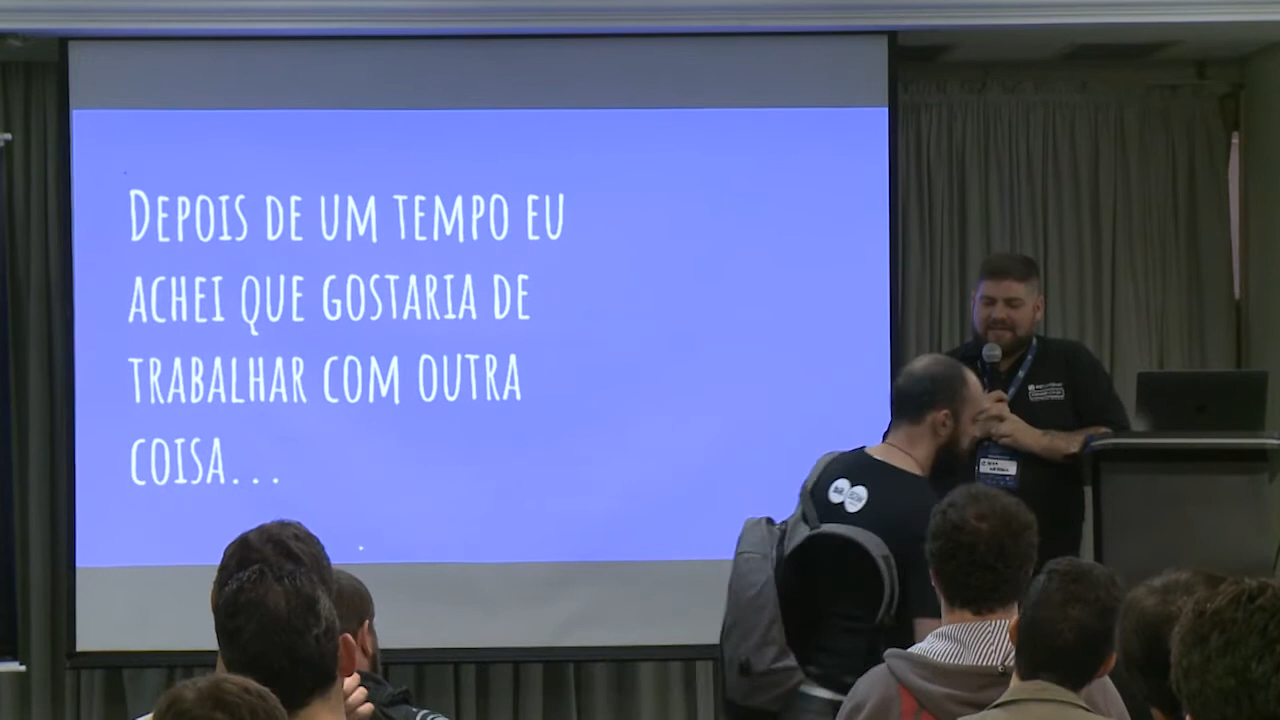 DEPOIS DE UM TEMPO EU
ACHEI QUE GOSTARIA DE
TRABALHAR COM OUTRA
COISA...